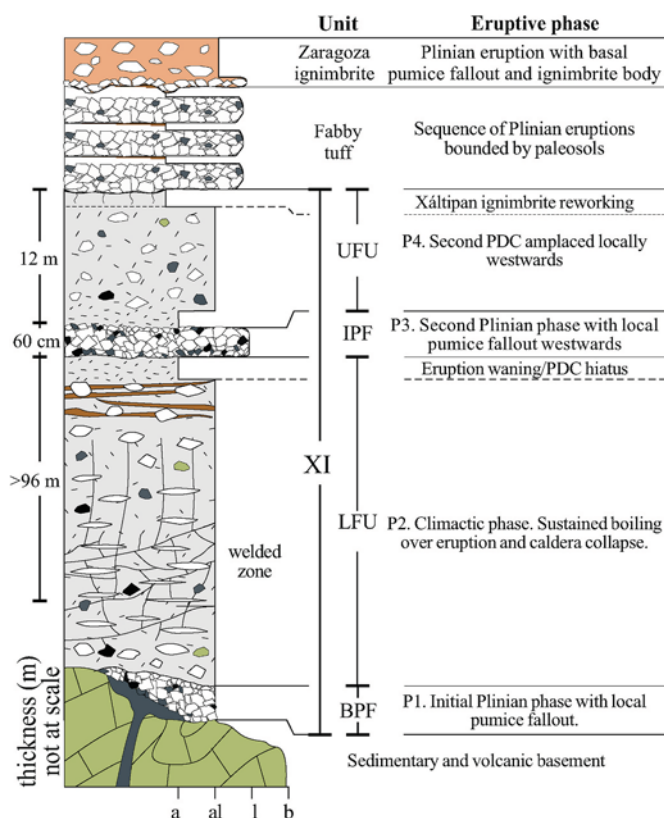 Unit
Eruptive phase
Zaragoza
ignimbrite
Plinian eruption with basal
pumice fallout and ignimbrite body
Fabby
tuff
Sequence of Plinian eruptions
bounded by paleosols
Xáltipan ignimbrite reworking
12 m
UFU
P4. Second PDC amplaced locally
westwards
60 cm
IPF
P3. Second Plinian phase with local
pumice fallout westwards
Eruption waning/PDC hiatus
>96 m
XI
LFU
P2. Climactic phase. Sustained boiling
over eruption and caldera collapse.
welded
zone
BPF
P1. Initial Plinian phase with local
pumice fallout.
Sedimentary and volcanic basement
thickness (m)
not at scale
a al l b